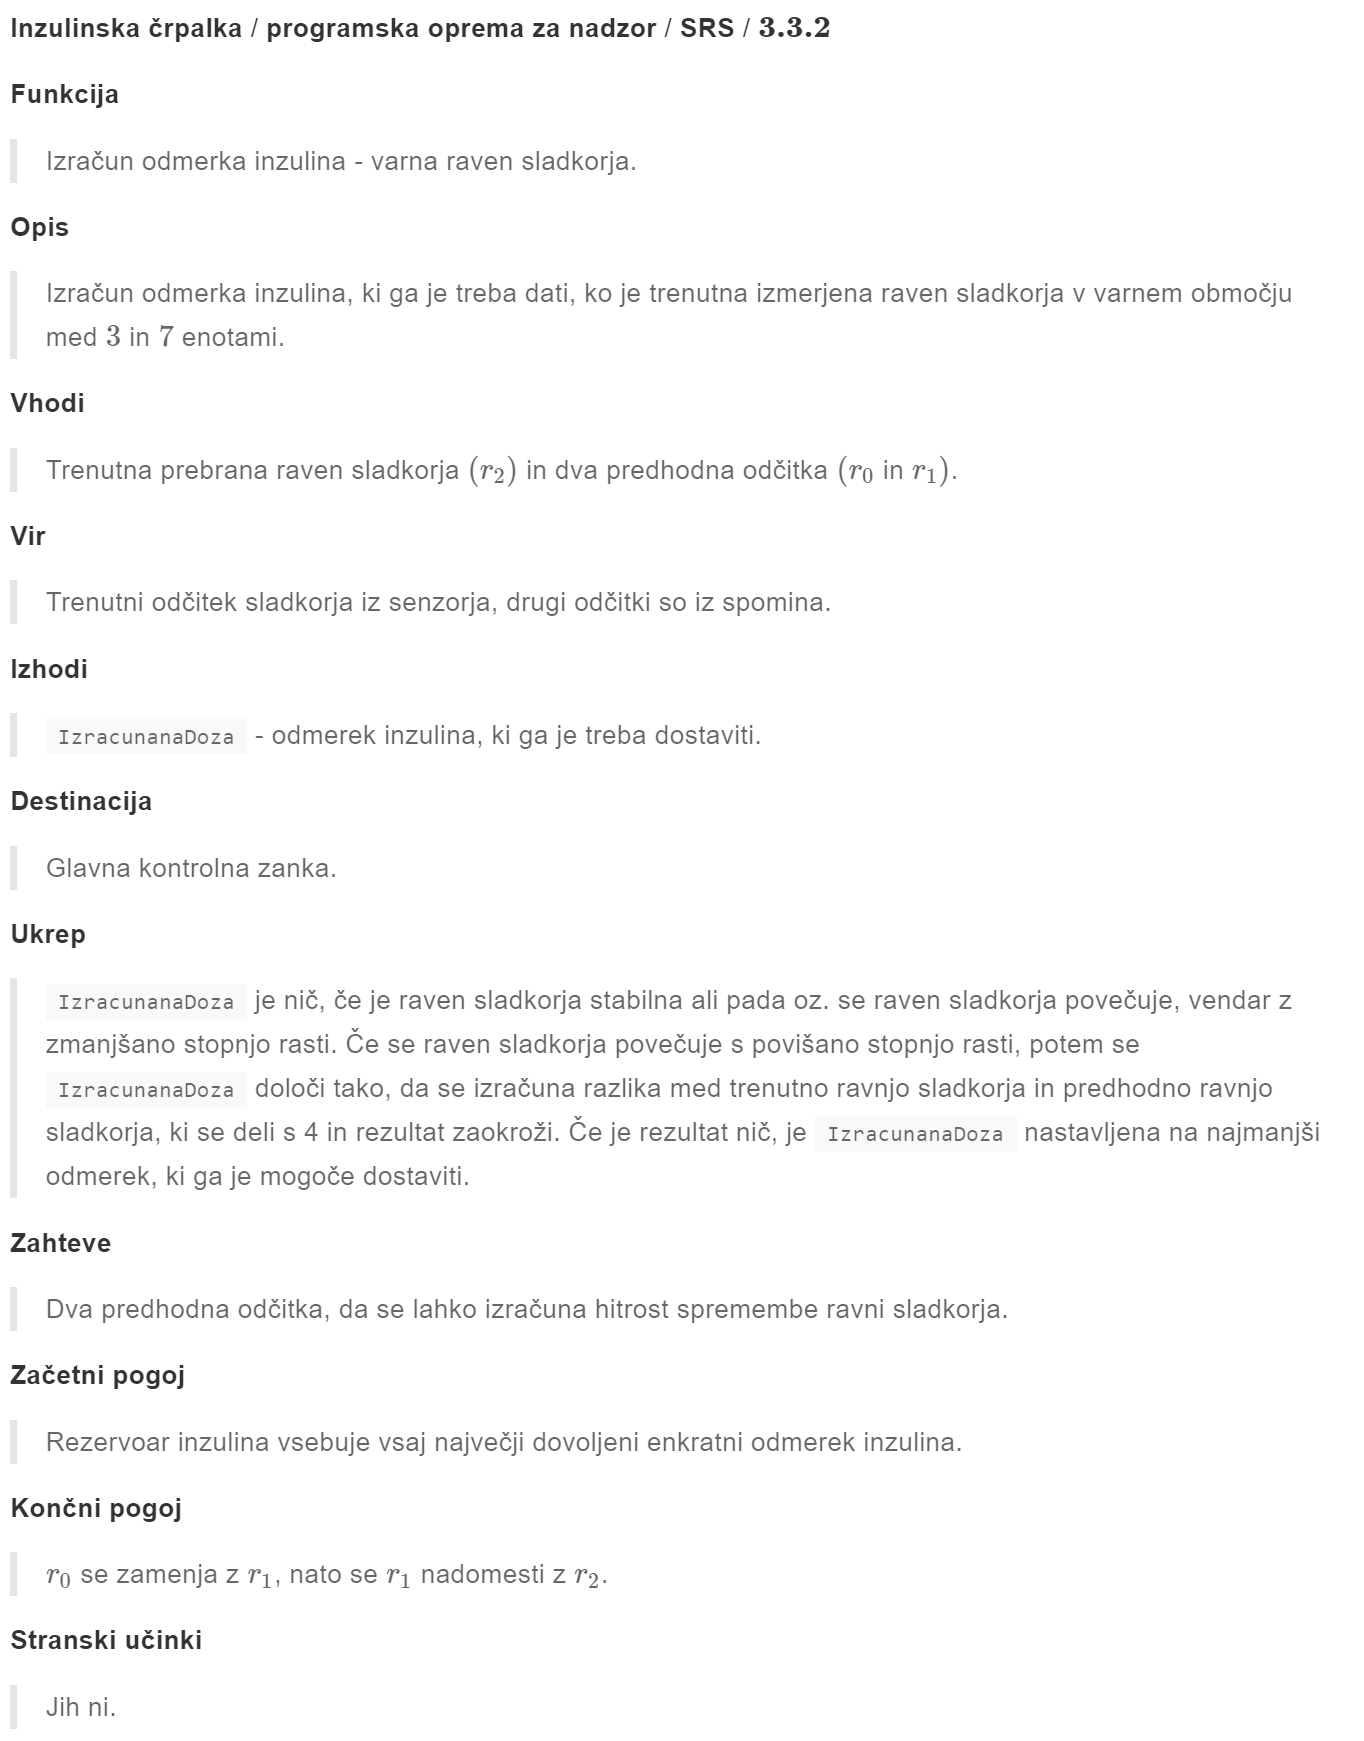 Inzulinska črpalka / programska oprema za nadzor / SRS / 3.3.2
Funkcija
Izračun odmerka inzulina - varna raven sladkorja.
Opis
Izračun odmerka inzulina, ki ga je treba dati, ko je trenutna izmerjena raven sladkorja v varnem območju
med 3 in 7 enotami.
Vhodi
Trenutna prebrana raven sladkorja (r₂) in dva predhodna odčitka (r₀ in r₁).
Vir
Trenutni odčitek sladkorja iz senzorja, drugi odčitki so iz spomina.
Izhodi
IzracunanaDoza - odmerek inzulina, ki ga je treba dostaviti.
Destinacija
Glavna kontrolna zanka.
Ukrep
IzracunanaDoza je nič, če je raven sladkorja stabilna ali pada oz. se raven sladkorja povečuje, vendar z
zmanjšano stopnjo rasti. Če se raven sladkorja povečuje s povišano stopnjo rasti, potem se
IzracunanaDoza določi tako, da se izračuna razlika med trenutno ravnjo sladkorja in predhodno ravnjo
sladkorja, ki se deli s 4 in rezultat zaokroži. Če je rezultat nič, je IzracunanaDoza nastavljena na najmanjši
odmerek, ki ga je mogoče dostaviti.
Zahteve
Dva predhodna odčitka, da se lahko izračuna hitrost spremembe ravni sladkorja.
Začetni pogoj
Rezervoar inzulina vsebuje vsaj največji dovoljeni enkratni odmerek inzulina.
Končni pogoj
r₀ se zamenja z r₁, nato se r₁ nadomesti z r₂.
Stranski učinki
Jih ni.